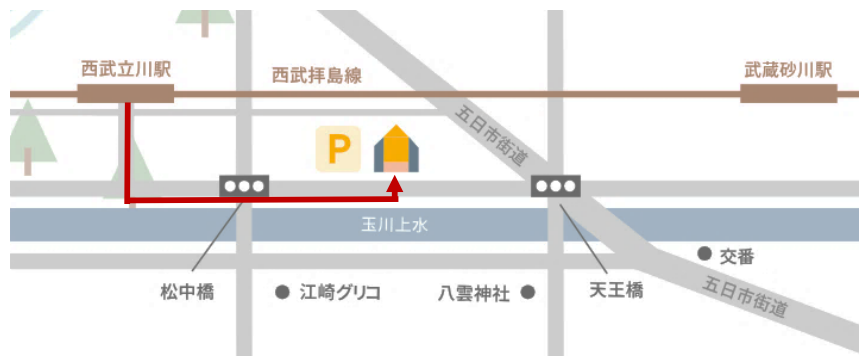 西武立川駅
西武拝島線
武蔵砂川駅
五日市街道
P
玉川上水
松中橋
江崎グリコ
八雲神社
天王橋
交番
五日市街道